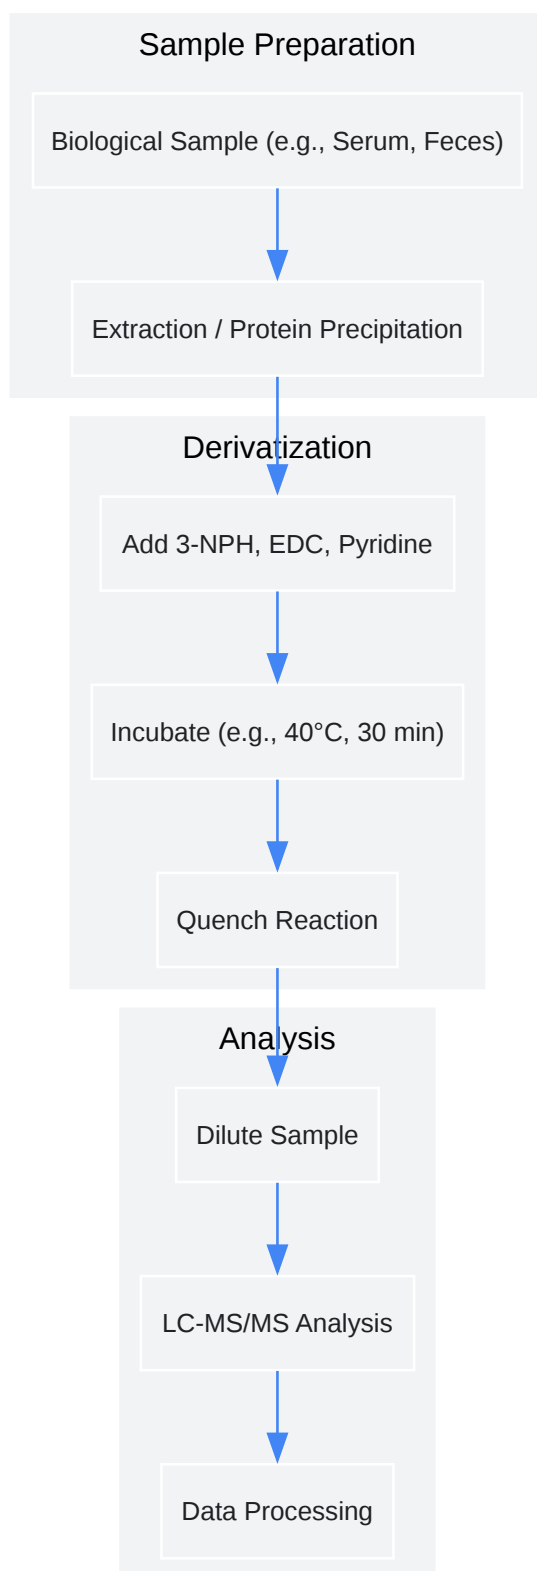 Sample Preparation
Biological Sample (e.g., Serum, Feces)
Extraction / Protein Precipitation
Derivatization
Add 3-NPH, EDC, Pyridine
Incubate (e.g., 40°C, 30 min)
Quench Reaction
Analysis
Dilute Sample
LC-MS/MS Analysis
Data Processing